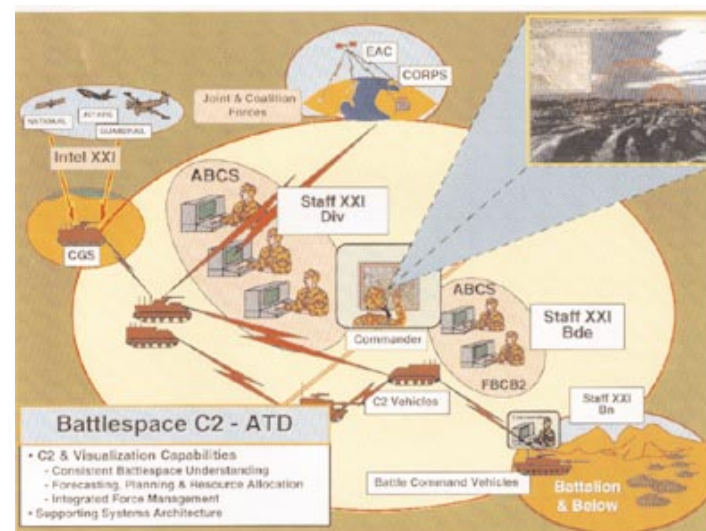 EAC
CORPS
Joint & Coalition
Forces
NATIONAL
Intel XXI
CGS
ABCS
Staff XXI
Div
Commander
ABCS
Staff XXI
Bde
FBCB2
C2 Vehicles
Staff XXI
Bn
Battle Command Vehicles
Battalion
& Below
Battlespace C2 - ATD
• C2 & Visualization Capabilities
- Consistent Battlespace Understanding
- Forecasting, Planning & Resource Allocation
- Integrated Force Management
• Supporting Systems Architecture